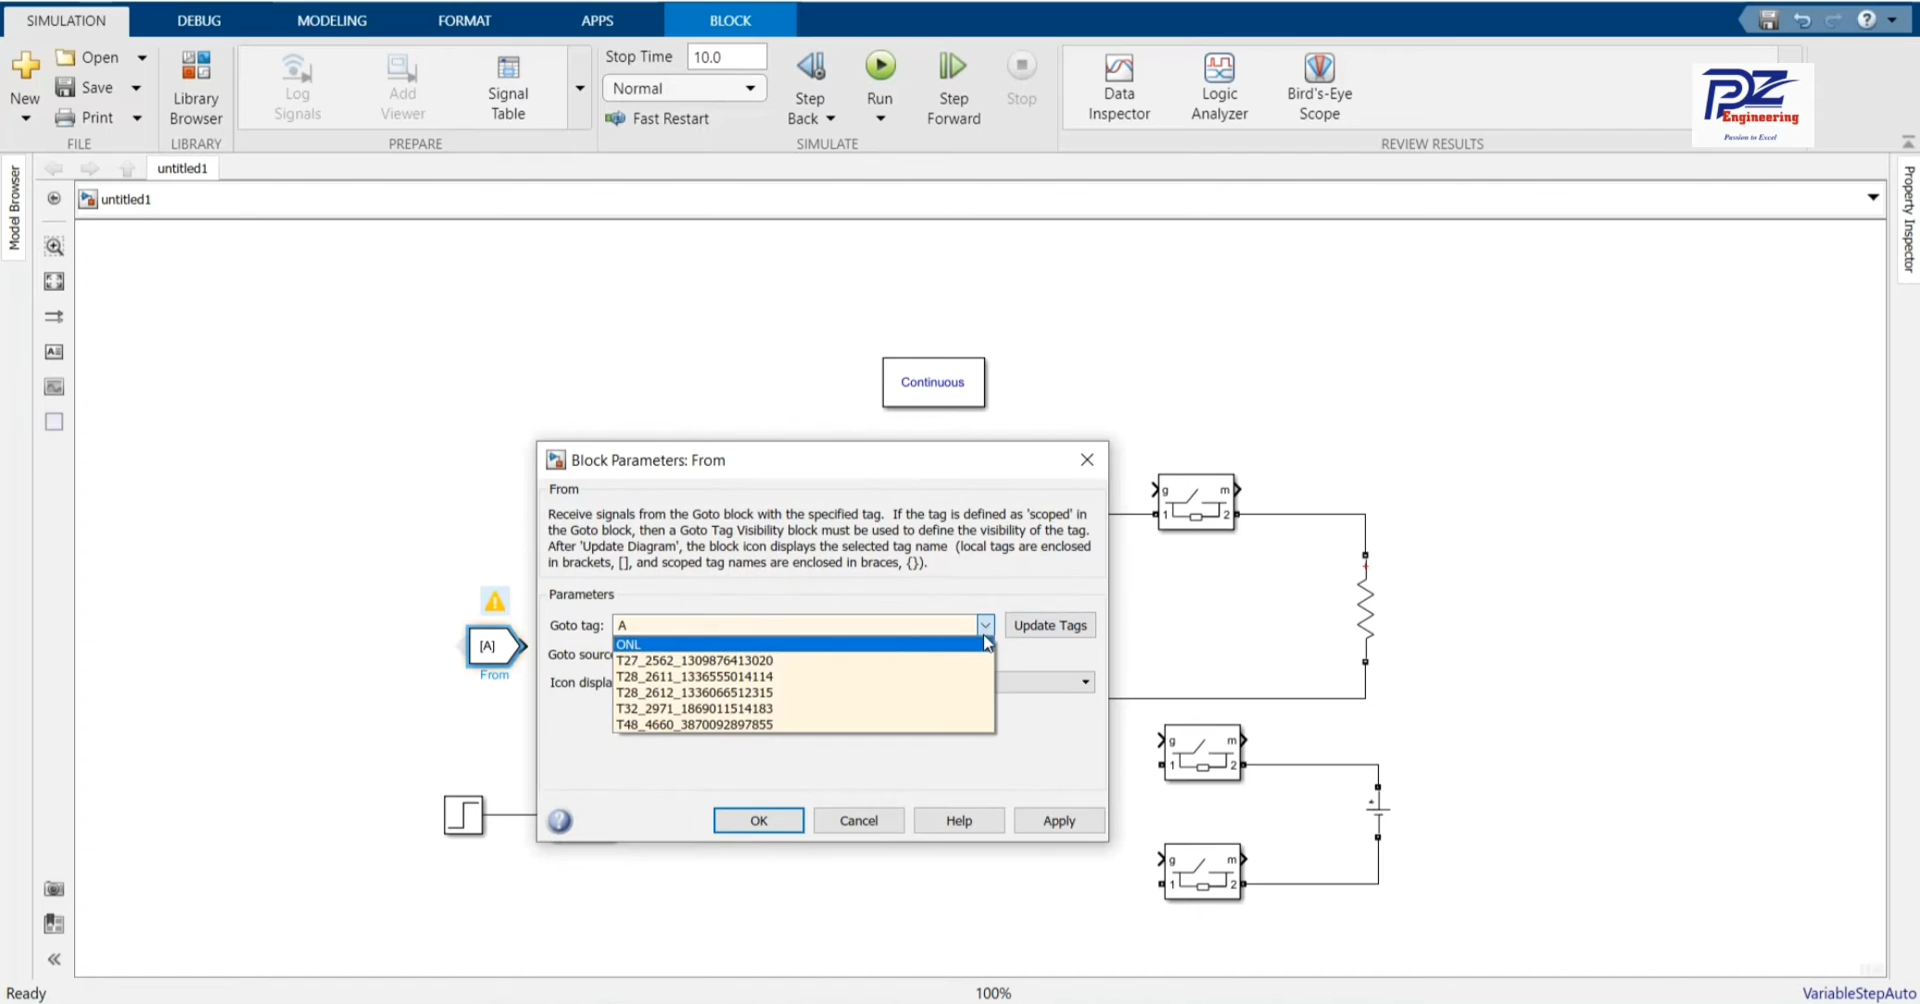 SIMULATION DEBUG MODELING FORMAT APPS BLOCK
New
Open
Save
Print
FILE
Library
Browser
LIBRARY
Log
Signals
Add
Viewer
Signal
Table
PREPARE
Stop Time 10.0
Normal
Fast Restart
Step
Back
Run
Step
Forward
Stop
SIMULATE
Data
Inspector
Logic
Analyzer
Bird's-Eye
Scope
REVIEW RESULTS
PZ
Engineering
Passion to Excel
Model Browser
Property Inspector
untitled1
untitled1
Continuous
Block Parameters: From
From
Receive signals from the Goto block with the specified tag. If the tag is defined as 'scoped' in
the Goto block, then a Goto Tag Visibility block must be used to define the visibility of the tag.
After 'Update Diagram', the block icon displays the selected tag name (local tags are enclosed
in brackets, [], and scoped tag names are enclosed in braces, {}).
Parameters
Goto tag: A Update Tags
ONL
Goto sourc
T27_2562_1309876413020
T28_2611_1336555014114
Icon displa
T28_2612_1336066512315
T32_2971_1869011514183
T48_4660_3870092897855
OK Cancel Help Apply
[A]
From
g m
1 2
g m
1 2
g m
1 2
Ready 100% VariableStepAuto